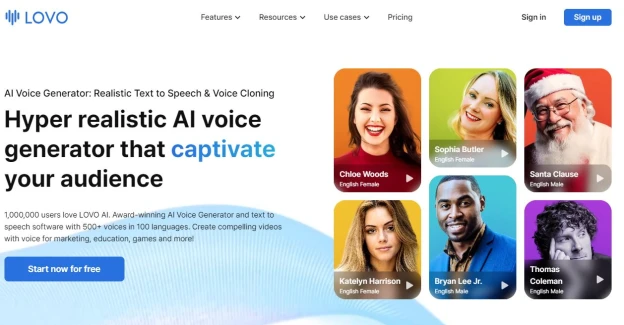 LOVO
Features
Resources
Use cases
Pricing
Sign in
Sign up
AI Voice Generator: Realistic Text to Speech & Voice Cloning
Hyper realistic AI voice
generator that captivate
your audience
1,000,000 users love LOVO AI. Award-winning AI Voice Generator and text to
speech software with 500+ voices in 100 languages. Create compelling videos
with voice for marketing, education, games and more!
Start now for free
Chloe Woods
English Female
Sophia Butler
English Female
Santa Clause
English Male
Katelyn Harrison
English Female
Bryan Lee Jr.
English Male
Thomas
Coleman
English Male